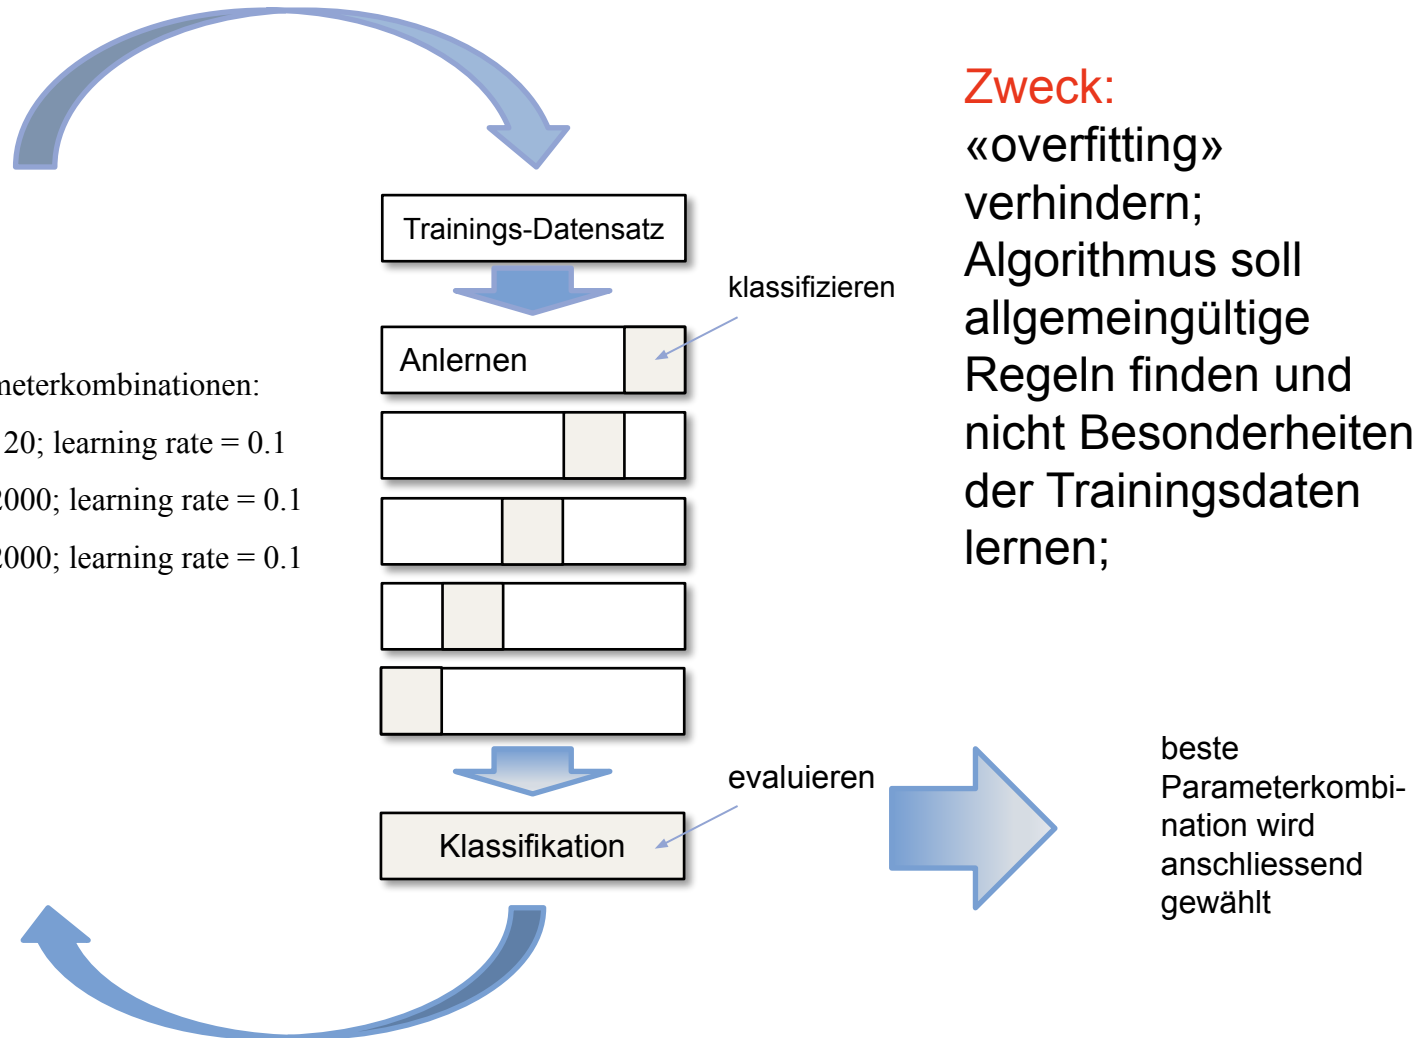 Zweck:
«overfitting»
verhindern;
Algorithmus soll
allgemeingültige
Regeln finden und
nicht Besonderheiten
der Trainingsdaten
lernen;
Trainings-Datensatz
klassifizieren
Anlernen
meterkombinationen:
20; learning rate = 0.1
2000; learning rate = 0.1
2000; learning rate = 0.1
evaluieren
Klassifikation
beste
Parameterkombi-
nation wird
anschliessend
gewählt